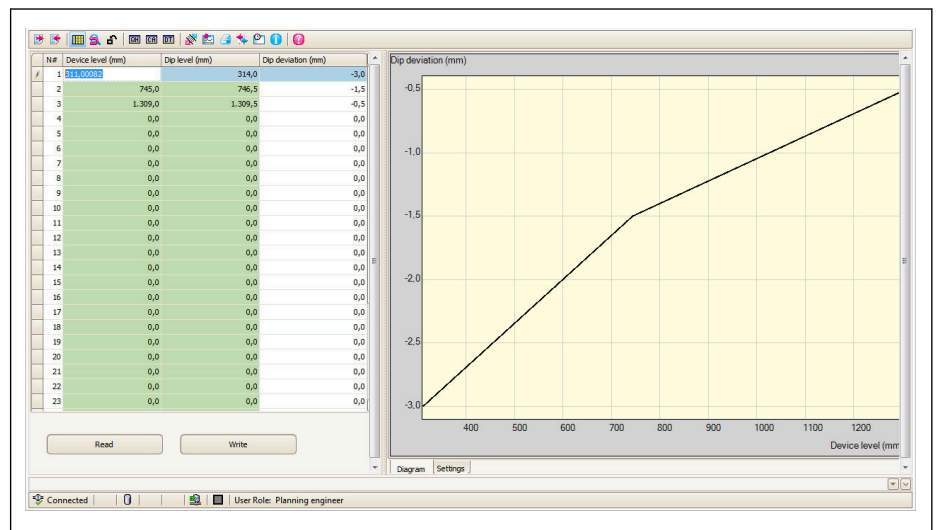 GH CA DT
N# Device level (mm) Dip level (mm) Dip deviation (mm)
1 311,00082 314,0 -3,0
2 745,0 746,5 -1,5
3 1.309,0 1.309,5 -0,5
4 0,0 0,0 0,0
5 0,0 0,0 0,0
6 0,0 0,0 0,0
7 0,0 0,0 0,0
8 0,0 0,0 0,0
9 0,0 0,0 0,0
10 0,0 0,0 0,0
11 0,0 0,0 0,0
12 0,0 0,0 0,0
13 0,0 0,0 0,0
14 0,0 0,0 0,0
15 0,0 0,0 0,0
16 0,0 0,0 0,0
17 0,0 0,0 0,0
18 0,0 0,0 0,0
19 0,0 0,0 0,0
20 0,0 0,0 0,0
21 0,0 0,0 0,0
22 0,0 0,0 0,0
23 0,0 0,0 0,0
Read Write
Dip deviation (mm)
-0,5
-1,0
-1.5
-2.0
-2.5
-3.0
400 500 600 700 800 900 1000 1100 1200
Device level (mm
Diagram Settings
Connected User Role: Planning engineer